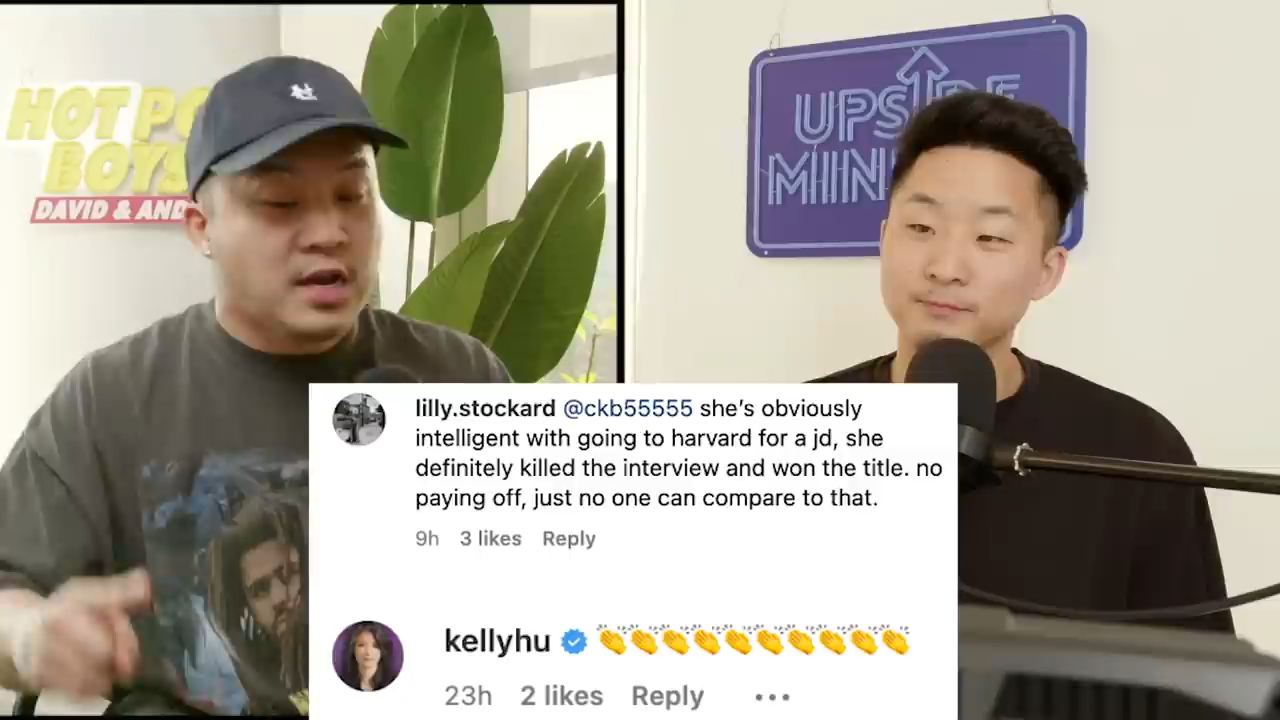 HOT PO
BOYS
DAVID & AND
UPSIDE
MIN
lilly.stockard @ckb55555 she's obviously
intelligent with going to harvard for a jd, she
definitely killed the interview and won the title. no
paying off, just no one can compare to that.
9h 3 likes Reply
kellyhu 👏👏👏👏👏👏👏👏👏👏
23h 2 likes Reply ...